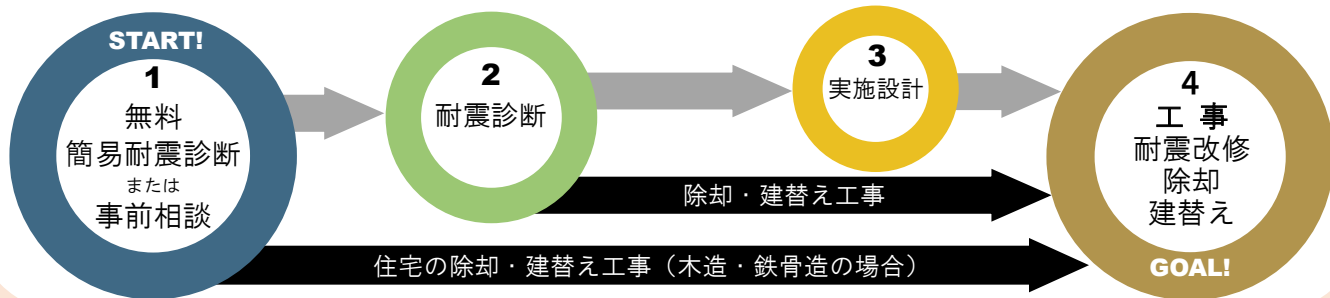 START!
1
無料
簡易耐震診断
または
事前相談
2
耐震診断
3
実施設計
4
工 事
耐震改修
除却
建替え
GOAL!
除却・建替え工事
住宅の除却・建替え工事（木造・鉄骨造の場合）